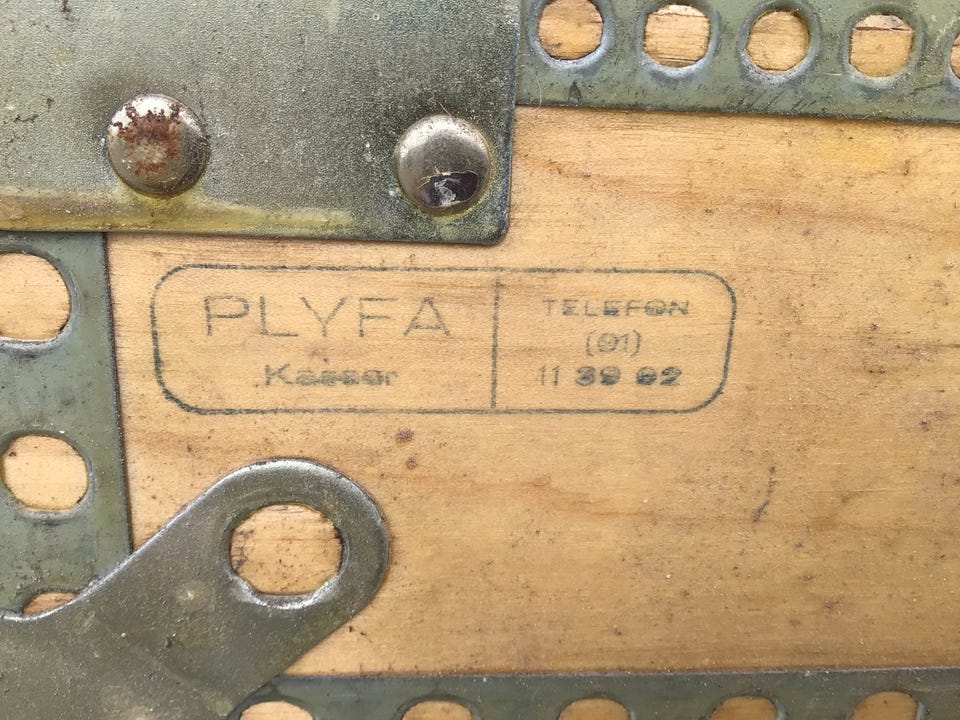 PLYFA
Kasser
TELEFON
(01)
11 39 02